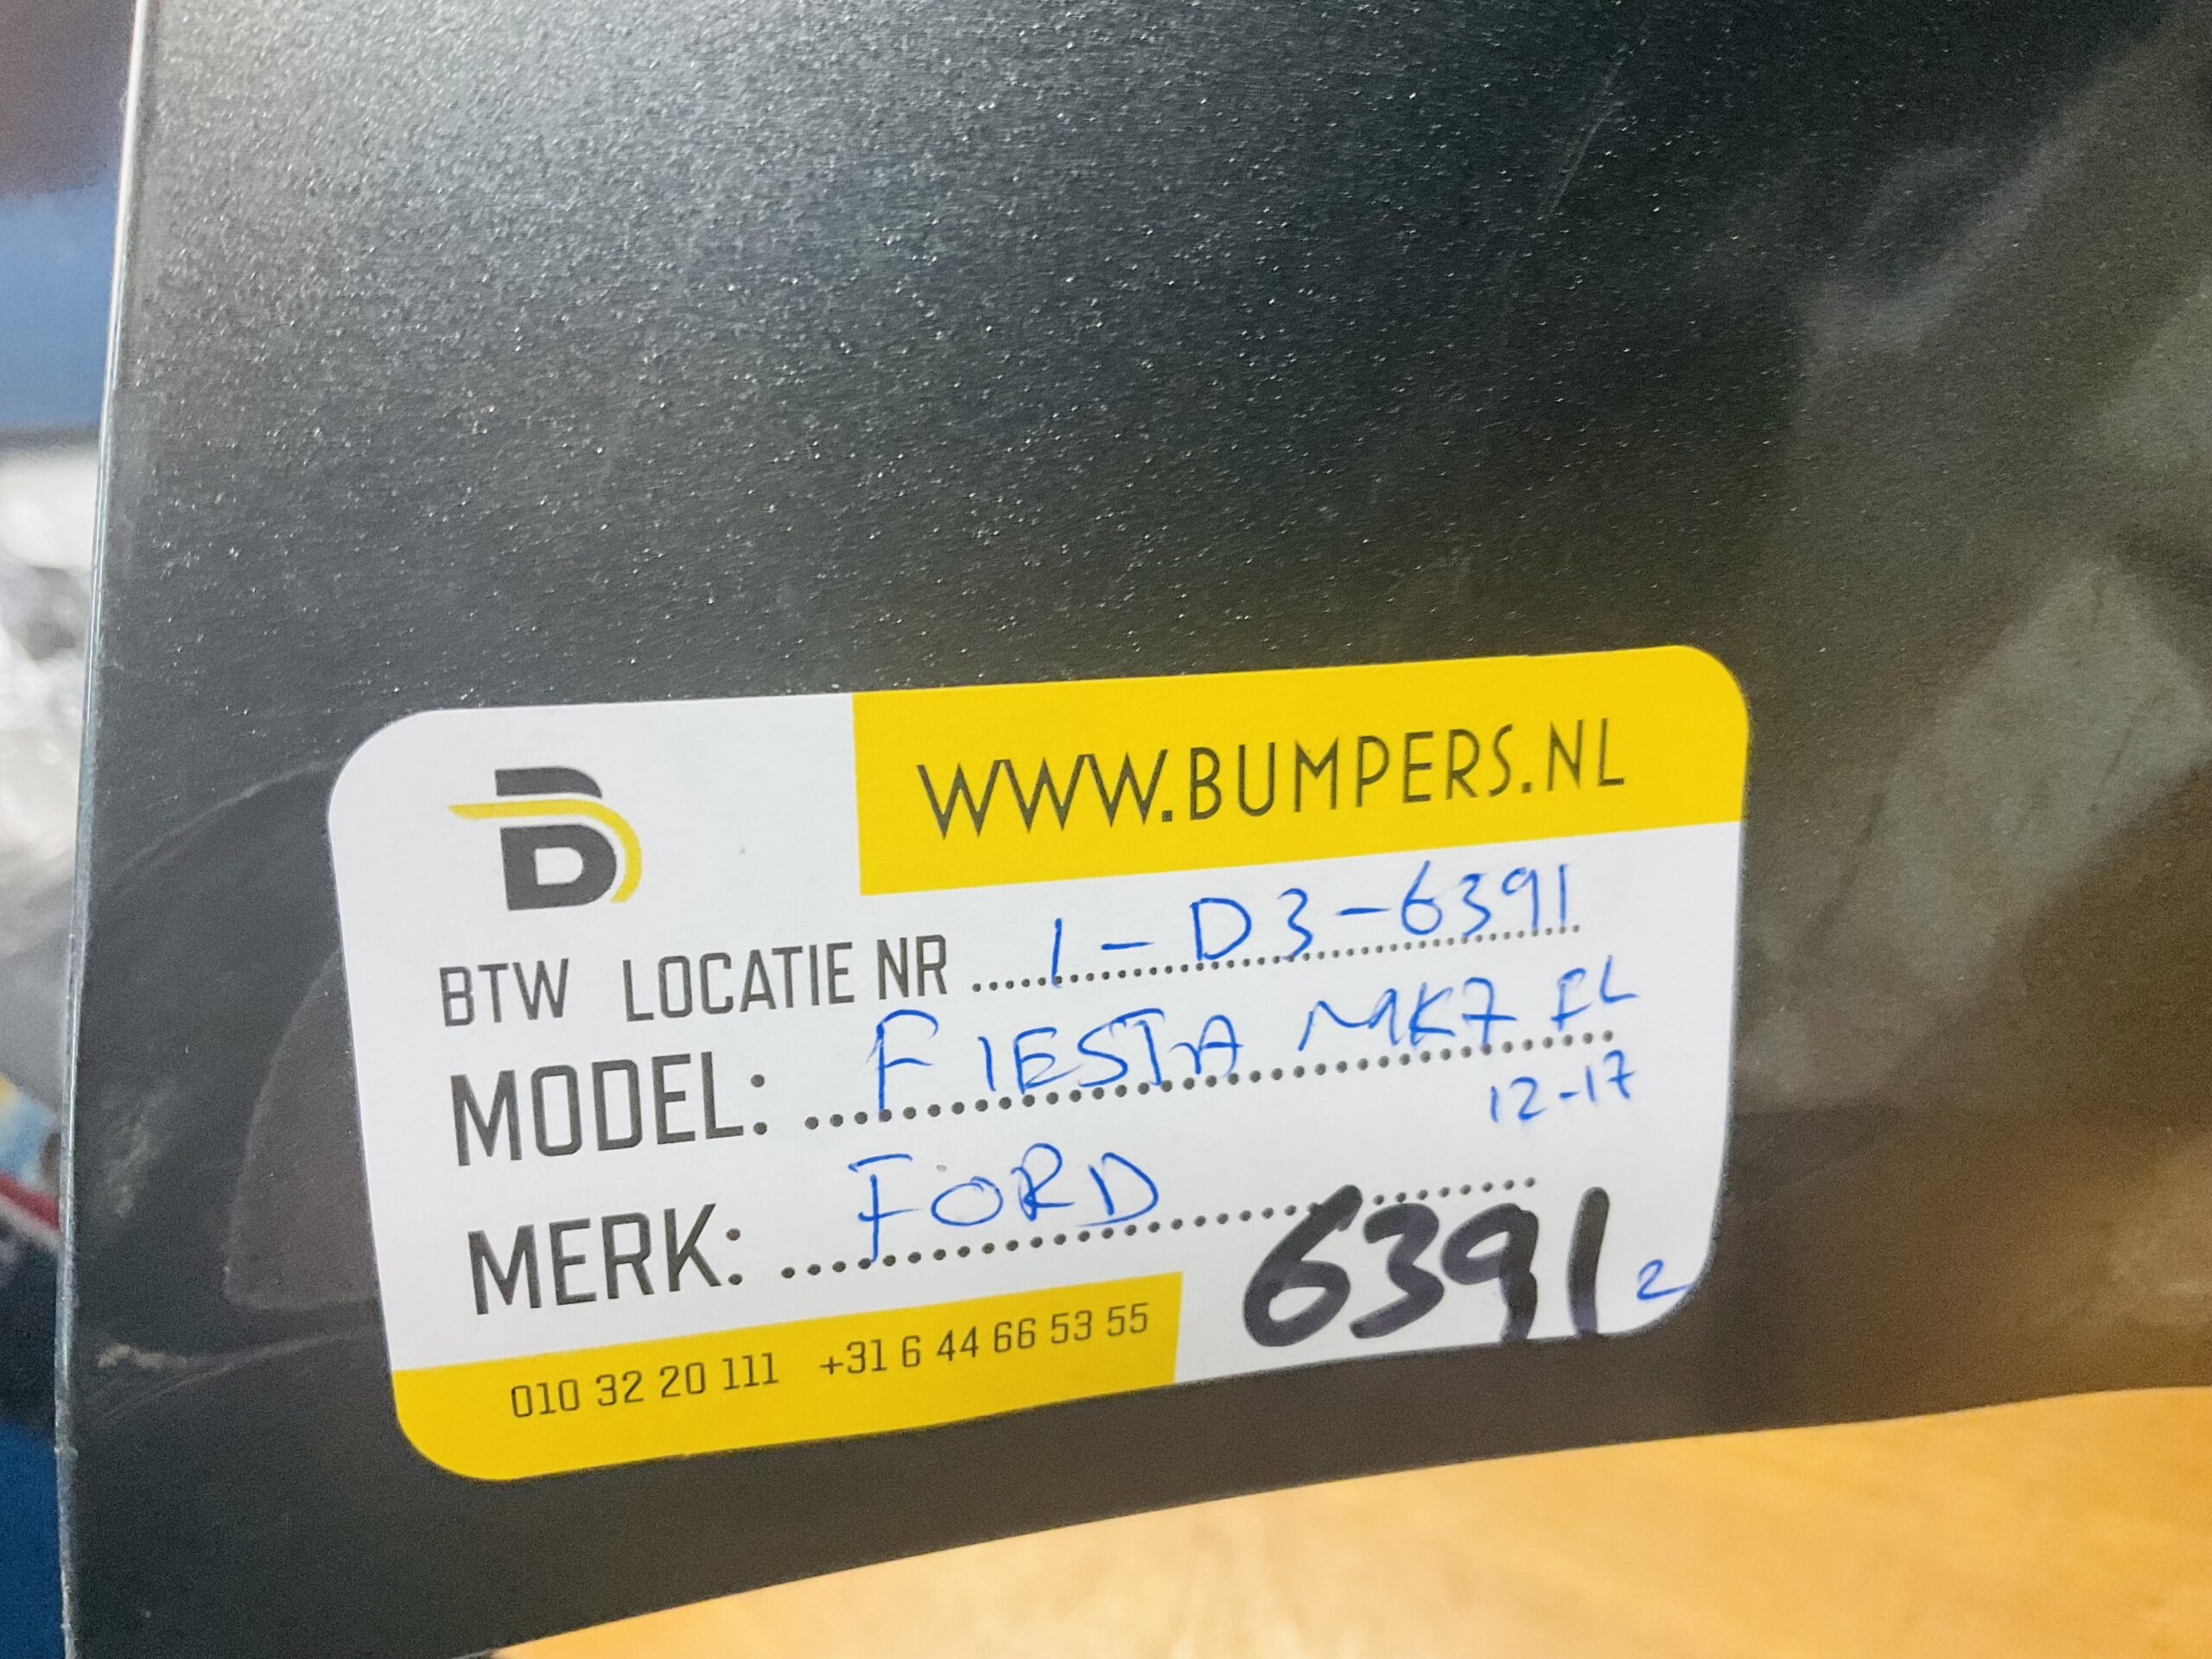 B
WWW.BUMPERS.NL
BTW LOCATIE NR ..... 1-D3-6391
MODEL: FIESTA MK7 FL
12-17
MERK: FORD
6391 2
010 32 20 111 +31 6 44 66 53 55